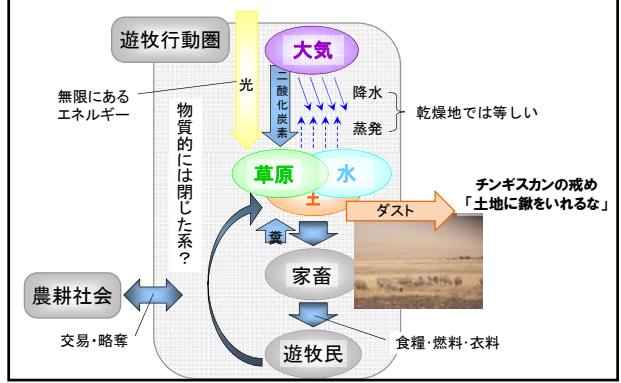 遊牧行動圏
大気
光
二酸化炭素
降水
蒸発
乾燥地では等しい
無限にある
エネルギー
物質的には閉じた系?
草原
水
土
ダスト
チンギスカンの戒め
「土地に鍬をいれるな」
糞
家畜
農耕社会
交易・略奪
食糧・燃料・衣料
遊牧民